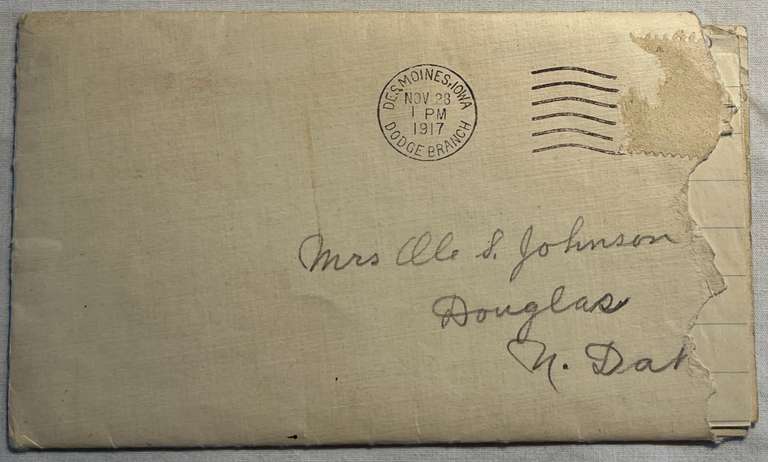 DES MOINES, IOWA
NOV 28
1 PM
1917
DODGE BRANCH
Mrs Ole S. Johnson
Douglas
N. Dak